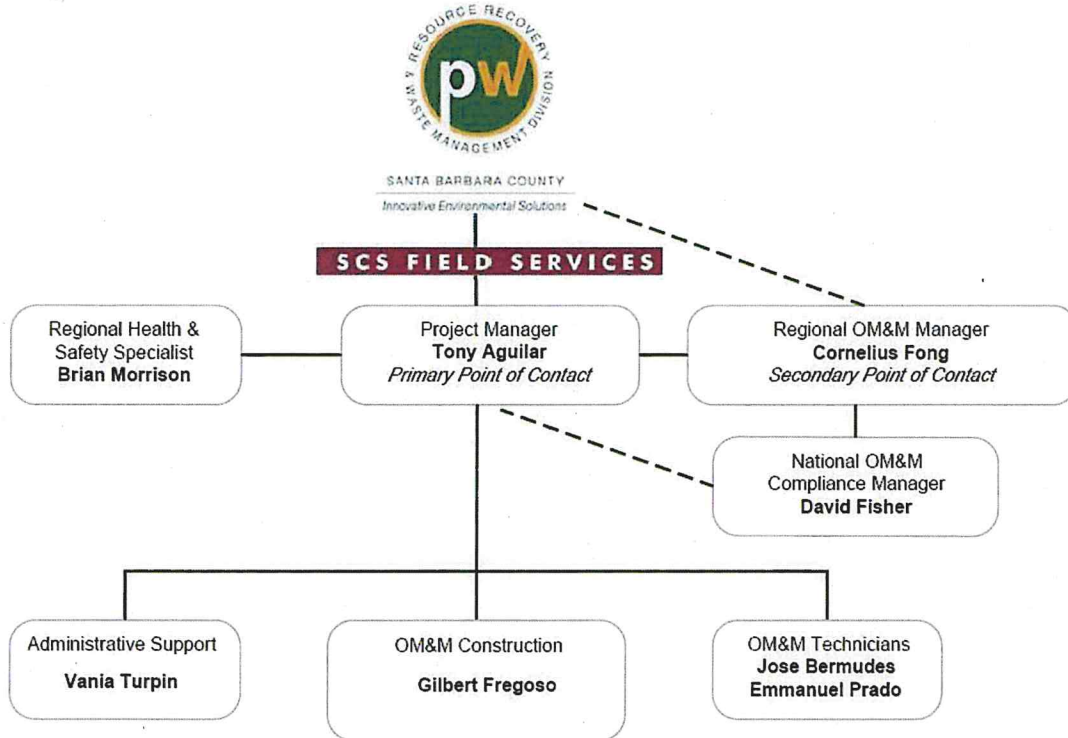 RESOURCE RECOVERY
& WASTE MANAGEMENT DIVISION
pw
SANTA BARBARA COUNTY
Innovative Environmental Solutions
SCS FIELD SERVICES
Regional Health &
Safety Specialist
Brian Morrison
Project Manager
Tony Aguilar
Primary Point of Contact
Regional OM&M Manager
Cornelius Fong
Secondary Point of Contact
National OM&M
Compliance Manager
David Fisher
Administrative Support
Vania Turpin
OM&M Construction
Gilbert Fregoso
OM&M Technicians
Jose Bermudes
Emmanuel Prado